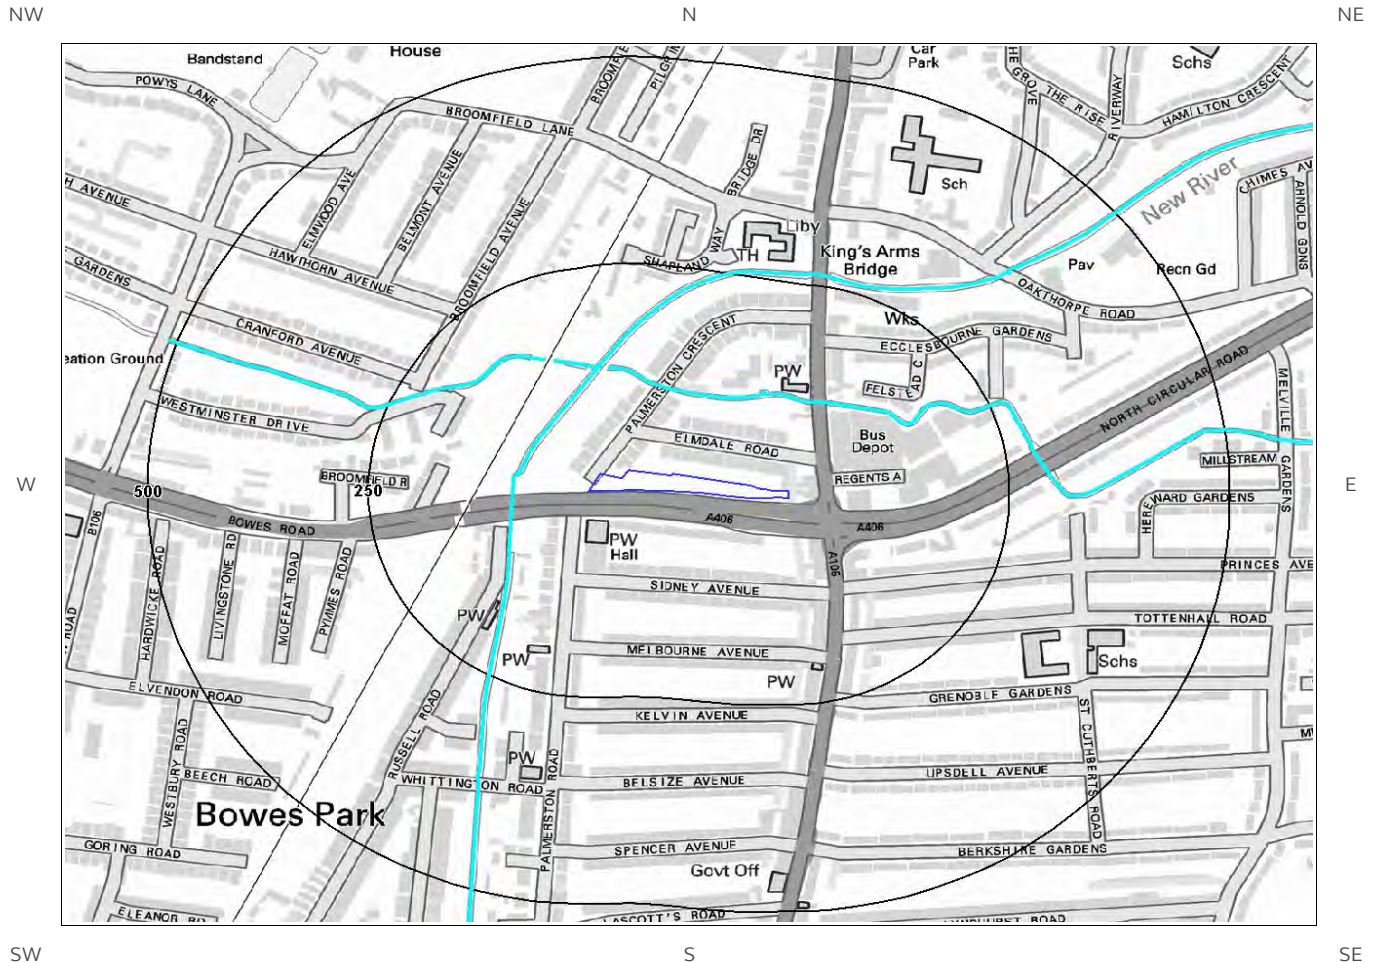 NW
N
NE
Bandstand
House
Car
Park
Schs
POWYS LANE
BROOMFIELD LANE
THE RISE
RIVERWAY
HAMILTON CRESCENT
GROVE
H AVENUE
ELMWOOD AVE
BELMONT AVENUE
BROOMFIELD AVENUE
BRIDGE DR
Sch
New River
CHIMES AV
ARNOLD GDNS
Liby
TH
SHAPLAND WAY
King's Arms
Bridge
Pav
Recn Gd
GARDENS
HAWTHORN AVENUE
OAKTHORPE ROAD
CRANFORD AVENUE
PALMERSTON CRESCENT
Wks
ECCLESBOURNE GARDENS
eation Ground
PW
FELSTEAD C
NORTH CIRCULAR ROAD
MELVILLE GARDENS
WESTMINSTER DRIVE
ELMDALE ROAD
Bus
Depot
MILLSTREAM
W
BROOMFIELD R
REGENTS A
E
500
250
HEREWARD GARDENS
B106
BOWES ROAD
A406
A406
PW
Hall
A106
PRINCES AVE
SIDNEY AVENUE
HARDWICKE ROAD
LIVINGSTONE RD
MOFFAT ROAD
PYMMES ROAD
ROAD
PW
TOTTENHALL ROAD
PW
MELBOURNE AVENUE
PW
Schs
ELVENDON ROAD
GRENOBLE GARDENS
RUSSELL ROAD
KELVIN AVENUE
ST CUTHBERTS ROAD
WESTBURY ROAD
BEECH ROAD
PW
WHITTINGTON ROAD
PALMERSTON ROAD
BELSIZE AVENUE
UPSDELL AVENUE
Bowes Park
GORING ROAD
SPENCER AVENUE
BERKSHIRE GARDENS
Govt Off
ELEANOR RD
ASCOTT'S ROAD
LYNDHURST ROAD
SW
S
SE